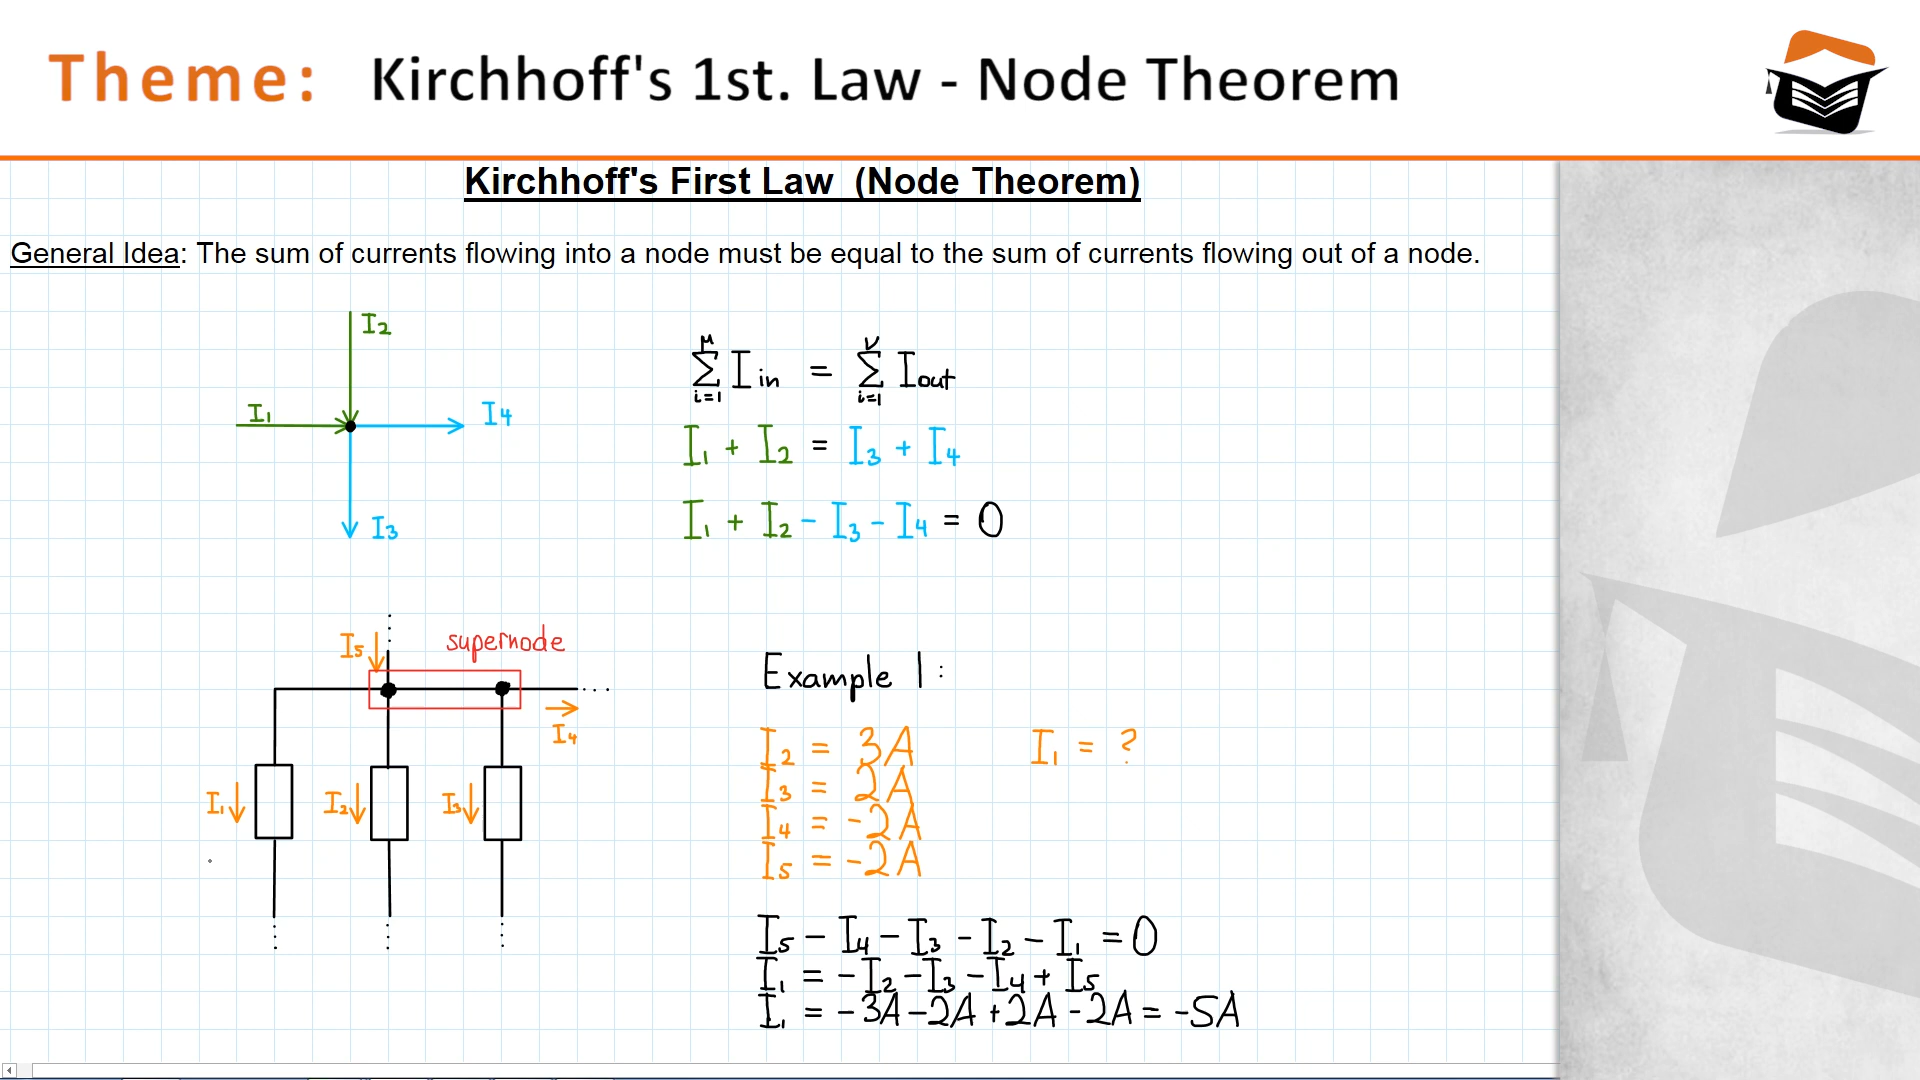 Theme: Kirchhoff's 1st. Law - Node Theorem
Kirchhoff's First Law (Node Theorem)
General Idea: The sum of currents flowing into a node must be equal to the sum of currents flowing out of a node.
I2
I1
I4
I3
μ ν
Σ Iin = Σ Iout
i=1 i=1
I1 + I2 = I3 + I4
I1 + I2 - I3 - I4 = 0
I5
supernode
I4
I1 I2 I3
Example 1:
I2 = 3A I1 = ?
I3 = 2A
I4 = -2A
I5 = -2A
I5 - I4 - I3 - I2 - I1 = 0
I1 = -I2 - I3 - I4 + I5
I1 = -3A - 2A + 2A - 2A = -5A